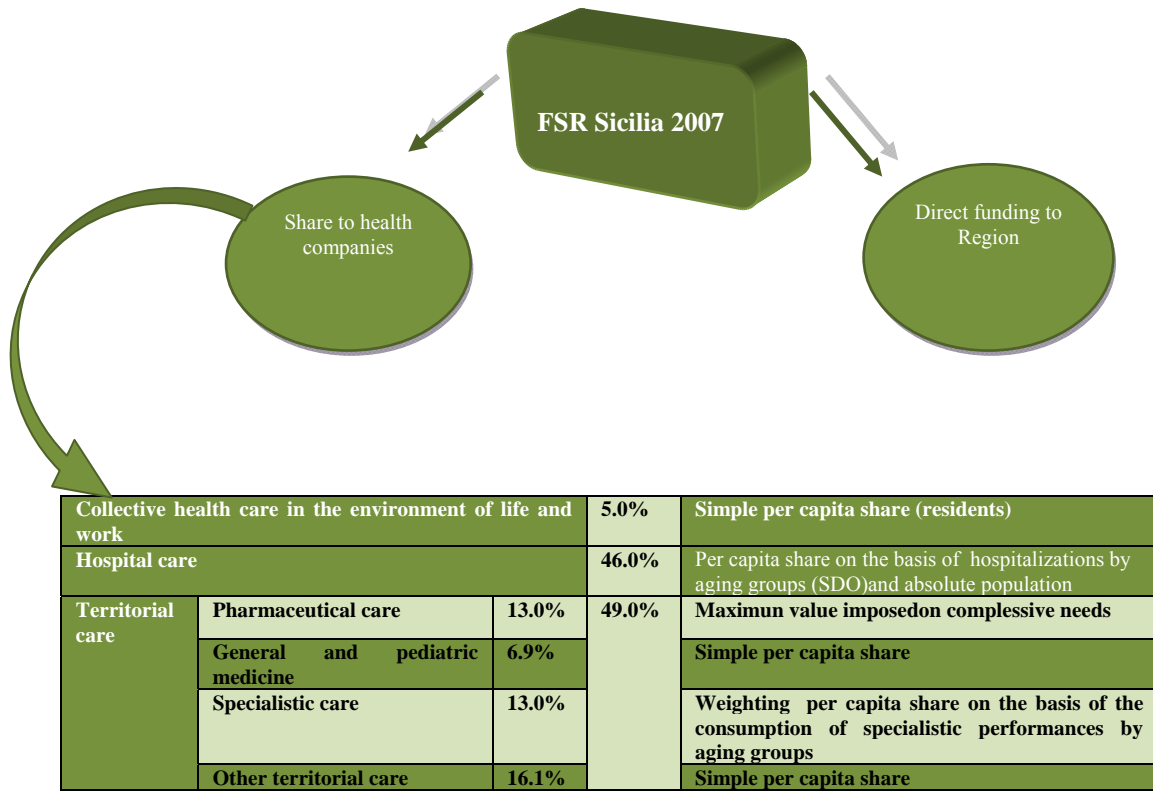 FSR Sicilia 2007
Share to health
companies
Direct funding to
Region
Collective health care in the environment of life and
work
5.0%
Simple per capita share (residents)
Hospital care
46.0%
Per capita share on the basis of hospitalizations by
aging groups (SDO)and absolute population
Territorial
care
Pharmaceutical care
13.0%
49.0%
Maximun value imposedon complessive needs
General and pediatric
medicine
6.9%
Simple per capita share
Specialistic care
13.0%
Weighting per capita share on the basis of the
consumption of specialistic performances by
aging groups
Other territorial care
16.1%
Simple per capita share